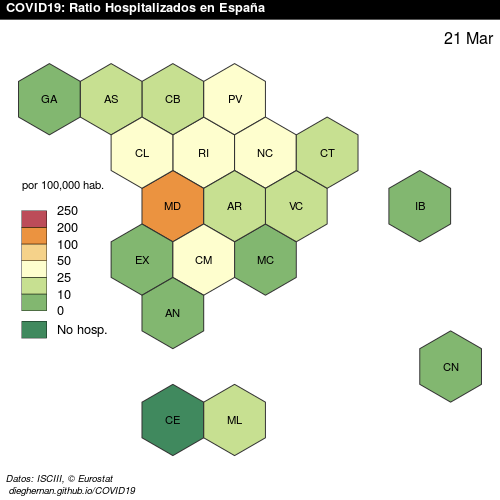 COVID19: Ratio Hospitalizados en España
21 Mar
GA AS CB PV
CL RI NC CT
por 100,000 hab.
MD AR VC IB
250
200
100
50
25
10
0
No hosp.
EX CM MC
AN
CN
CE ML
Datos: ISCIII, © Eurostat
dieghernan.github.io/COVID19